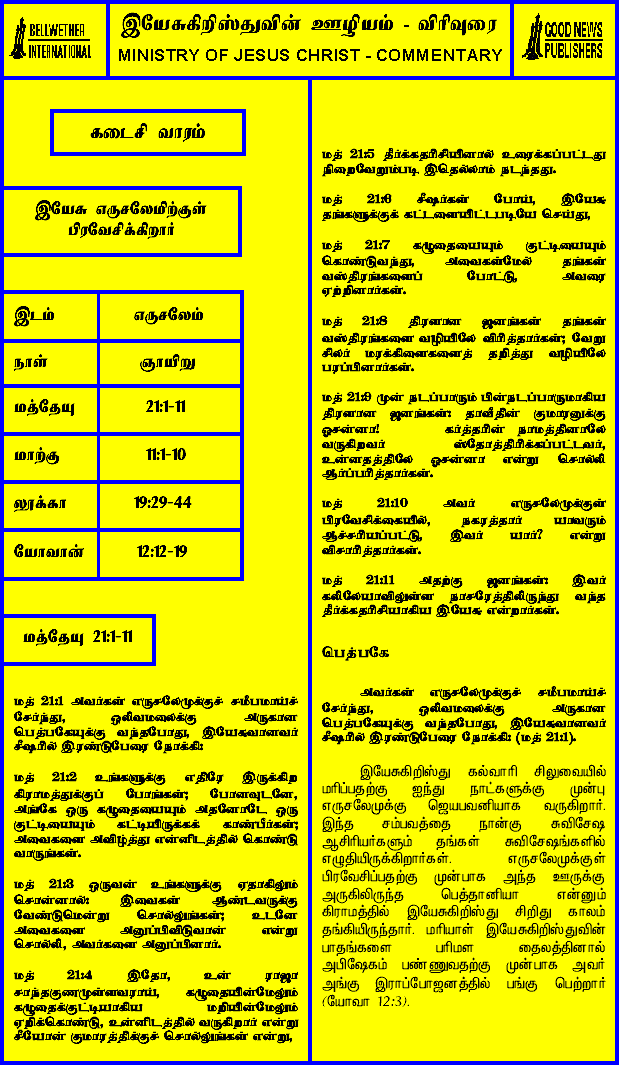 BELLWETHER
INTERNATIONAL
இயேசுகிறிஸ்துவின் ஊழியம் - விரிவுரை
MINISTRY OF JESUS CHRIST - COMMENTARY
GOOD NEWS
PUBLISHERS
கடைசி வாரம்
இயேசு எருசலேமிற்குள்
பிரவேசிக்கிறார்
இடம் எருசலேம்
நாள் ஞாயிறு
மத்தேயு 21:1-11
மாற்கு 11:1-10
லூக்கா 19:29-44
யோவான் 12:12-19
மத்தேயு 21:1-11
மத் 21:1 அவர்கள் எருசலேமுக்குச் சமீபமாய்ச்
சேர்ந்து, ஒலிவமலைக்கு அருகான
பெத்பகேயுக்கு வந்தபோது, இயேசுவானவர்
சீஷரில் இரண்டுபேரை நோக்கி:
மத் 21:2 உங்களுக்கு எதிரே இருக்கிற
கிராமத்துக்குப் போங்கள்; போனவுடனே,
அங்கே ஒரு கழுதையையும் அதனோடே ஒரு
குட்டியையும் கட்டியிருக்கக் காண்பீர்கள்;
அவைகளை அவிழ்த்து என்னிடத்தில் கொண்டு
வாருங்கள்.
மத் 21:3 ஒருவன் உங்களுக்கு ஏதாகிலும்
சொன்னால்: இவைகள் ஆண்டவருக்கு
வேண்டுமென்று சொல்லுங்கள்; உடனே
அவைகளை அனுப்பிவிடுவான் என்று
சொல்லி, அவர்களை அனுப்பினார்.
மத் 21:4 இதோ, உன் ராஜா
சாந்தகுணமுள்ளவராய், கழுதையின்மேலும்
கழுதைக்குட்டியாகிய மறியின்மேலும்
ஏறிக்கொண்டு, உன்னிடத்தில் வருகிறார் என்று
சீயோன் குமாரத்திக்குச் சொல்லுங்கள் என்று,
மத் 21:5 தீர்க்கதரிசியினால் உரைக்கப்பட்டது
நிறைவேறும்படி இதெல்லாம் நடந்தது.
மத் 21:6 சீஷர்கள் போய், இயேசு
தங்களுக்குக் கட்டளையிட்டபடியே செய்து,
மத் 21:7 கழுதையையும் குட்டியையும்
கொண்டுவந்து, அவைகள்மேல் தங்கள்
வஸ்திரங்களைப் போட்டு, அவரை
ஏற்றினார்கள்.
மத் 21:8 திரளான ஜனங்கள் தங்கள்
வஸ்திரங்களை வழியிலே விரித்தார்கள்; வேறு
சிலர் மரக்கிளைகளைத் தறித்து வழியிலே
பரப்பினார்கள்.
மத் 21:9 முன் நடப்பாரும் பின்நடப்பாருமாகிய
திரளான ஜனங்கள்: தாவீதின் குமாரனுக்கு
ஓசன்னா! கர்த்தரின் நாமத்தினாலே
வருகிறவர் ஸ்தோத்திரிக்கப்பட்டவர்,
உன்னதத்திலே ஓசன்னா என்று சொல்லி
ஆர்ப்பரித்தார்கள்.
மத் 21:10 அவர் எருசலேமுக்குள்
பிரவேசிக்கையில், நகரத்தார் யாவரும்
ஆச்சரியப்பட்டு, இவர் யார்? என்று
விசாரித்தார்கள்.
மத் 21:11 அதற்கு ஜனங்கள்: இவர்
கலிலேயாவிலுள்ள நாசரேத்திலிருந்து வந்த
தீர்க்கதரிசியாகிய இயேசு என்றார்கள்.
பெத்பகே
அவர்கள் எருசலேமுக்குச் சமீபமாய்ச்
சேர்ந்து, ஒலிவமலைக்கு அருகான
பெத்பகேயுக்கு வந்தபோது, இயேசுவானவர்
சீஷரில் இரண்டுபேரை நோக்கி: (மத் 21:1).
இயேசுகிறிஸ்து கல்வாரி சிலுவையில்
மரிப்பதற்கு ஐந்து நாட்களுக்கு முன்பு
எருசலேமுக்கு ஜெயபவனியாக வருகிறார்.
இந்த சம்பவத்தை நான்கு சுவிசேஷ
ஆசிரியர்களும் தங்கள் சுவிசேஷங்களில்
எழுதியிருக்கிறார்கள். எருசலேமுக்குள்
பிரவேசிப்பதற்கு முன்பாக அந்த ஊருக்கு
அருகிலிருந்த பெத்தானியா என்னும்
கிராமத்தில் இயேசுகிறிஸ்து சிறிது காலம்
தங்கியிருந்தார். மரியாள் இயேசுகிறிஸ்துவின்
பாதங்களை பரிமள தைலத்தினால்
அபிஷேகம் பண்ணுவதற்கு முன்பாக அவர்
அங்கு இராப்போஜனத்தில் பங்கு பெற்றார்
(யோவா 12:3).